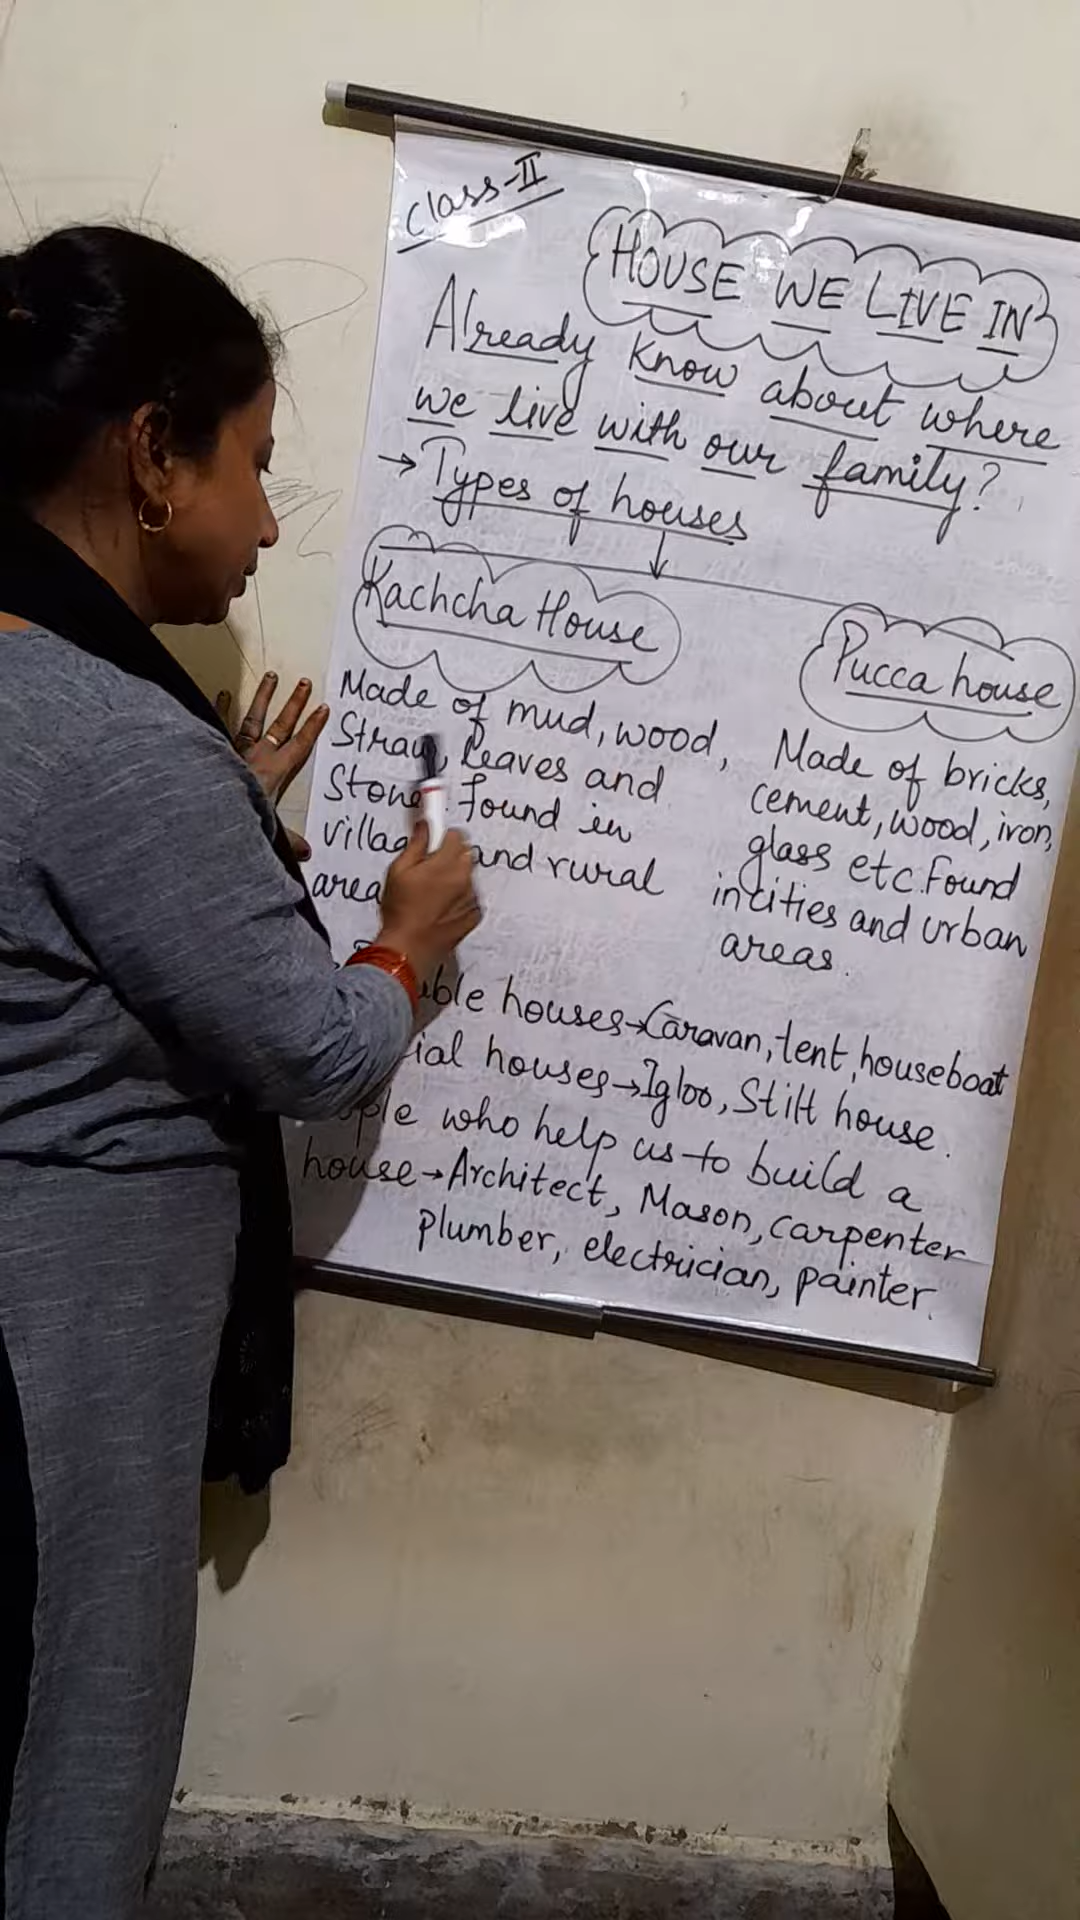 Class-II
HOUSE WE LIVE IN
Already know about where
we live with our family?
→ Types of houses
Kachcha House
Made of mud, wood,
Straw, leaves and
Stone. Found in
and rural
Pucca house
Made of bricks,
cement, wood, iron,
glass etc. Found
in cities and urban
areas.
houses→Caravan, tent, houseboat
houses→Igloo, Stilt house.
who help us to build a
house→Architect, Mason, carpenter
plumber, electrician, painter.